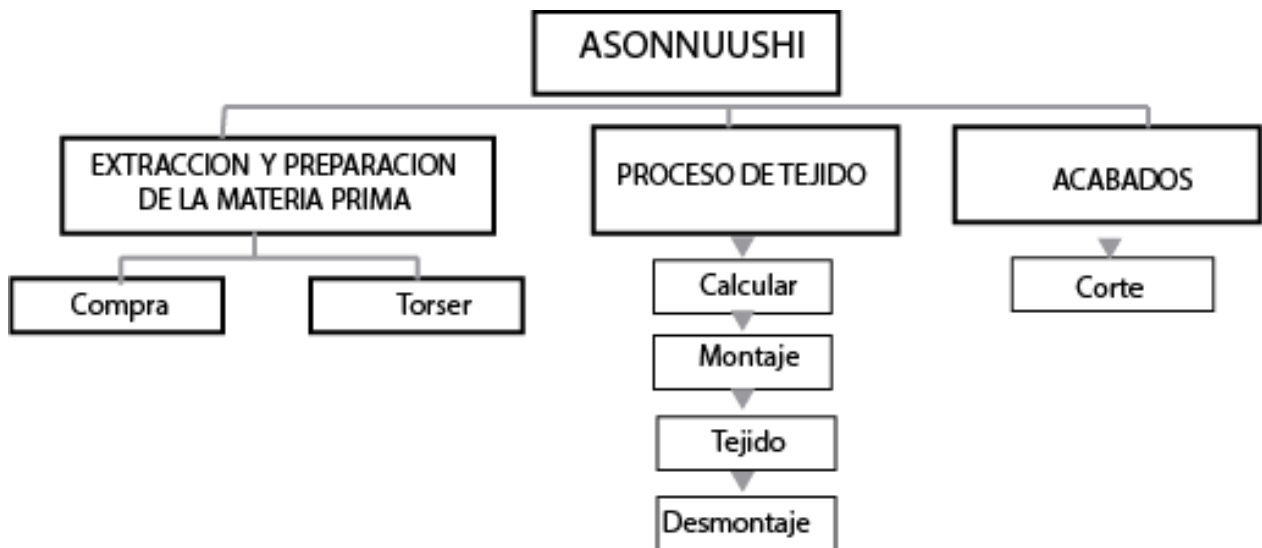 ASONNUUSHI
EXTRACCION Y PREPARACION
DE LA MATERIA PRIMA
PROCESO DE TEJIDO
ACABADOS
Compra
Torser
Calcular
Montaje
Tejido
Desmontaje
Corte